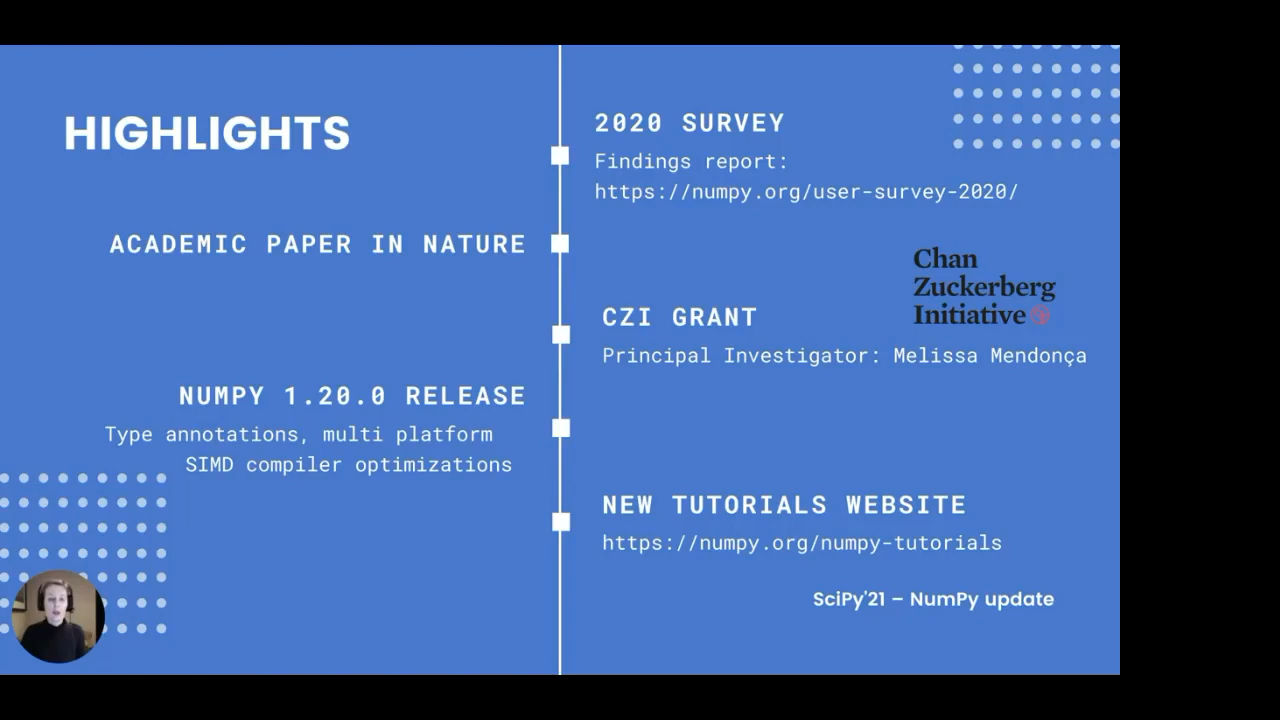 HIGHLIGHTS
2020 SURVEY
Findings report:
https://numpy.org/user-survey-2020/
ACADEMIC PAPER IN NATURE
Chan
Zuckerberg
Initiative
CZI GRANT
Principal Investigator: Melissa Mendonça
NUMPY 1.20.0 RELEASE
Type annotations, multi platform
SIMD compiler optimizations
NEW TUTORIALS WEBSITE
https://numpy.org/numpy-tutorials
SciPy'21 – NumPy update